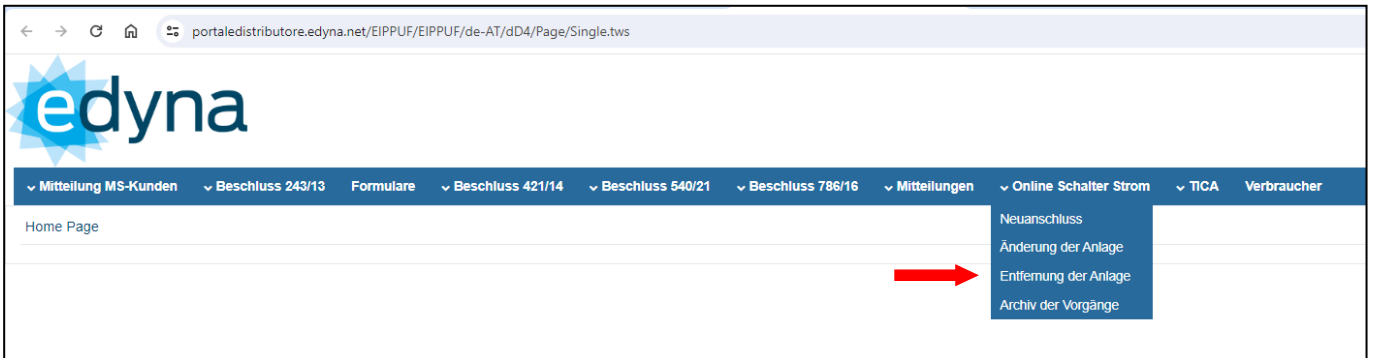 portaledistributore.edyna.net/EIPPUF/EIPPUF/de-AT/dD4/Page/Single.tws
edyna
Mitteilung MS-Kunden Beschluss 243/13 Formulare Beschluss 421/14 Beschluss 540/21 Beschluss 786/16 Mitteilungen Online Schalter Strom TICA Verbraucher
Home Page
Neuanschluss
Änderung der Anlage
Entfernung der Anlage
Archiv der Vorgänge